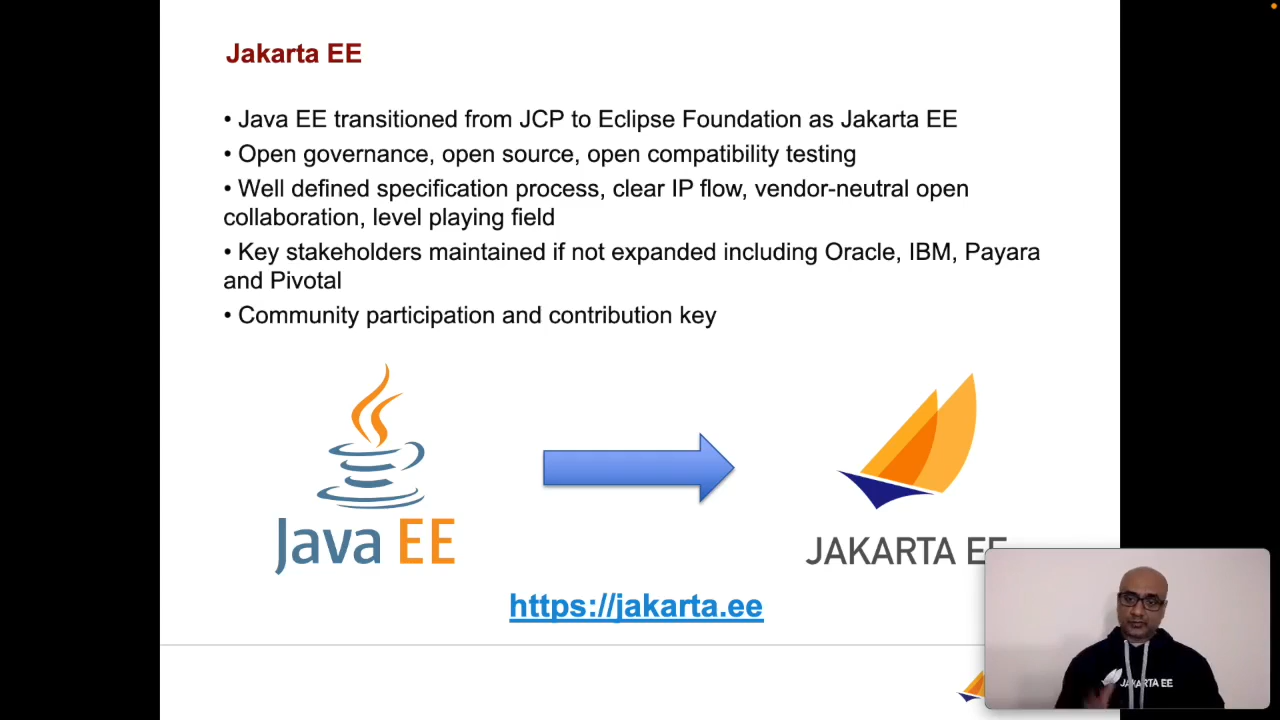 Jakarta EE
• Java EE transitioned from JCP to Eclipse Foundation as Jakarta EE
• Open governance, open source, open compatibility testing
• Well defined specification process, clear IP flow, vendor-neutral open
collaboration, level playing field
• Key stakeholders maintained if not expanded including Oracle, IBM, Payara
and Pivotal
• Community participation and contribution key
Java EE
JAKARTA EE
https://jakarta.ee
JAKARTA EE